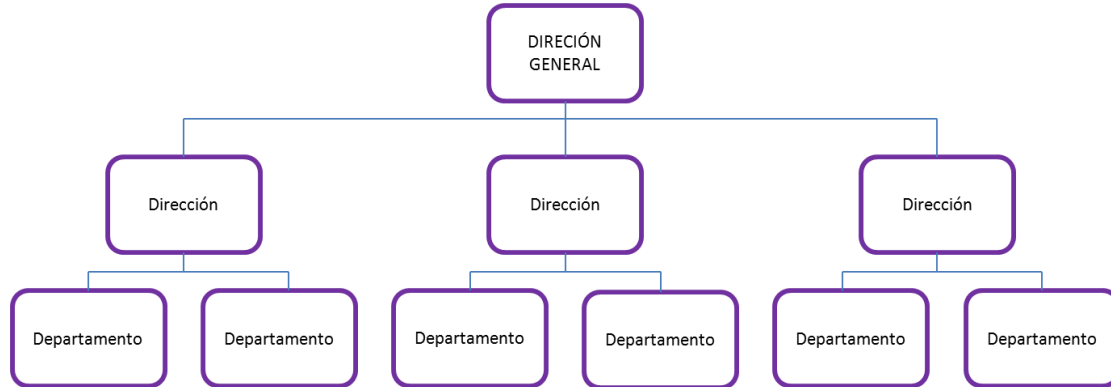 DIRECIÓN
GENERAL
Dirección
Dirección
Dirección
Departamento
Departamento
Departamento
Departamento
Departamento
Departamento